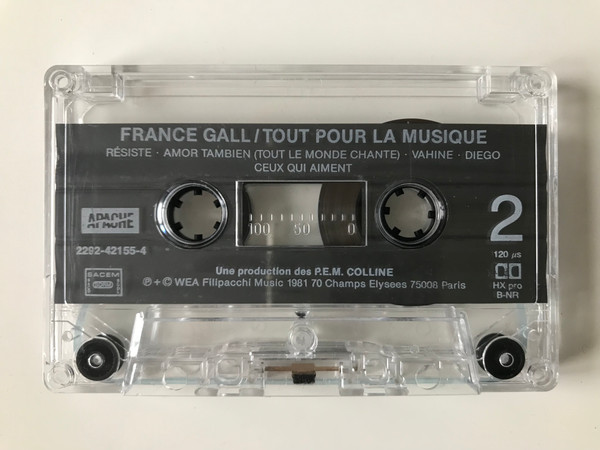 FRANCE GALL/TOUT POUR LA MUSIQUE
RÉSISTE · AMOR TAMBIEN (TOUT LE MONDE CHANTE) · VAHINE · DIEGO
CEUX QUI AIMENT
APACHE
2292-42155-4
100 50 0
2
120 µs
HX pro
B-NR
SACEM
Une production des P.E.M. COLLINE
℗ + © WEA Filipacchi Music 1981 70 Champs Elysees 75008 Paris